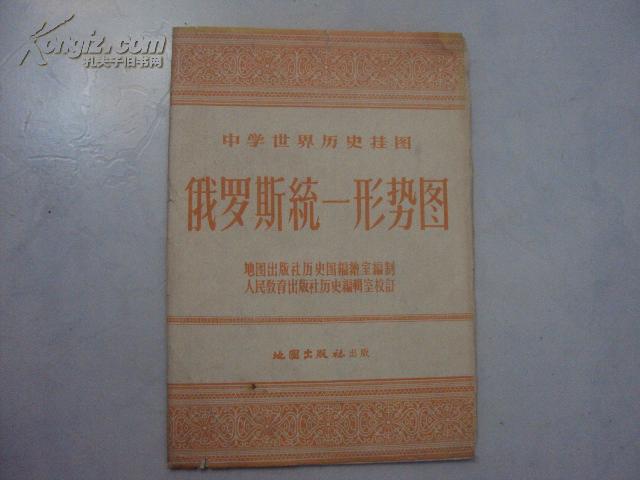 Kongfz.com
孔夫子旧书网
中学世界历史挂图
俄罗斯統一形势图
地图出版社历史图編繪室編制
人民教育出版社历史編輯室校訂
地圖出版社出版